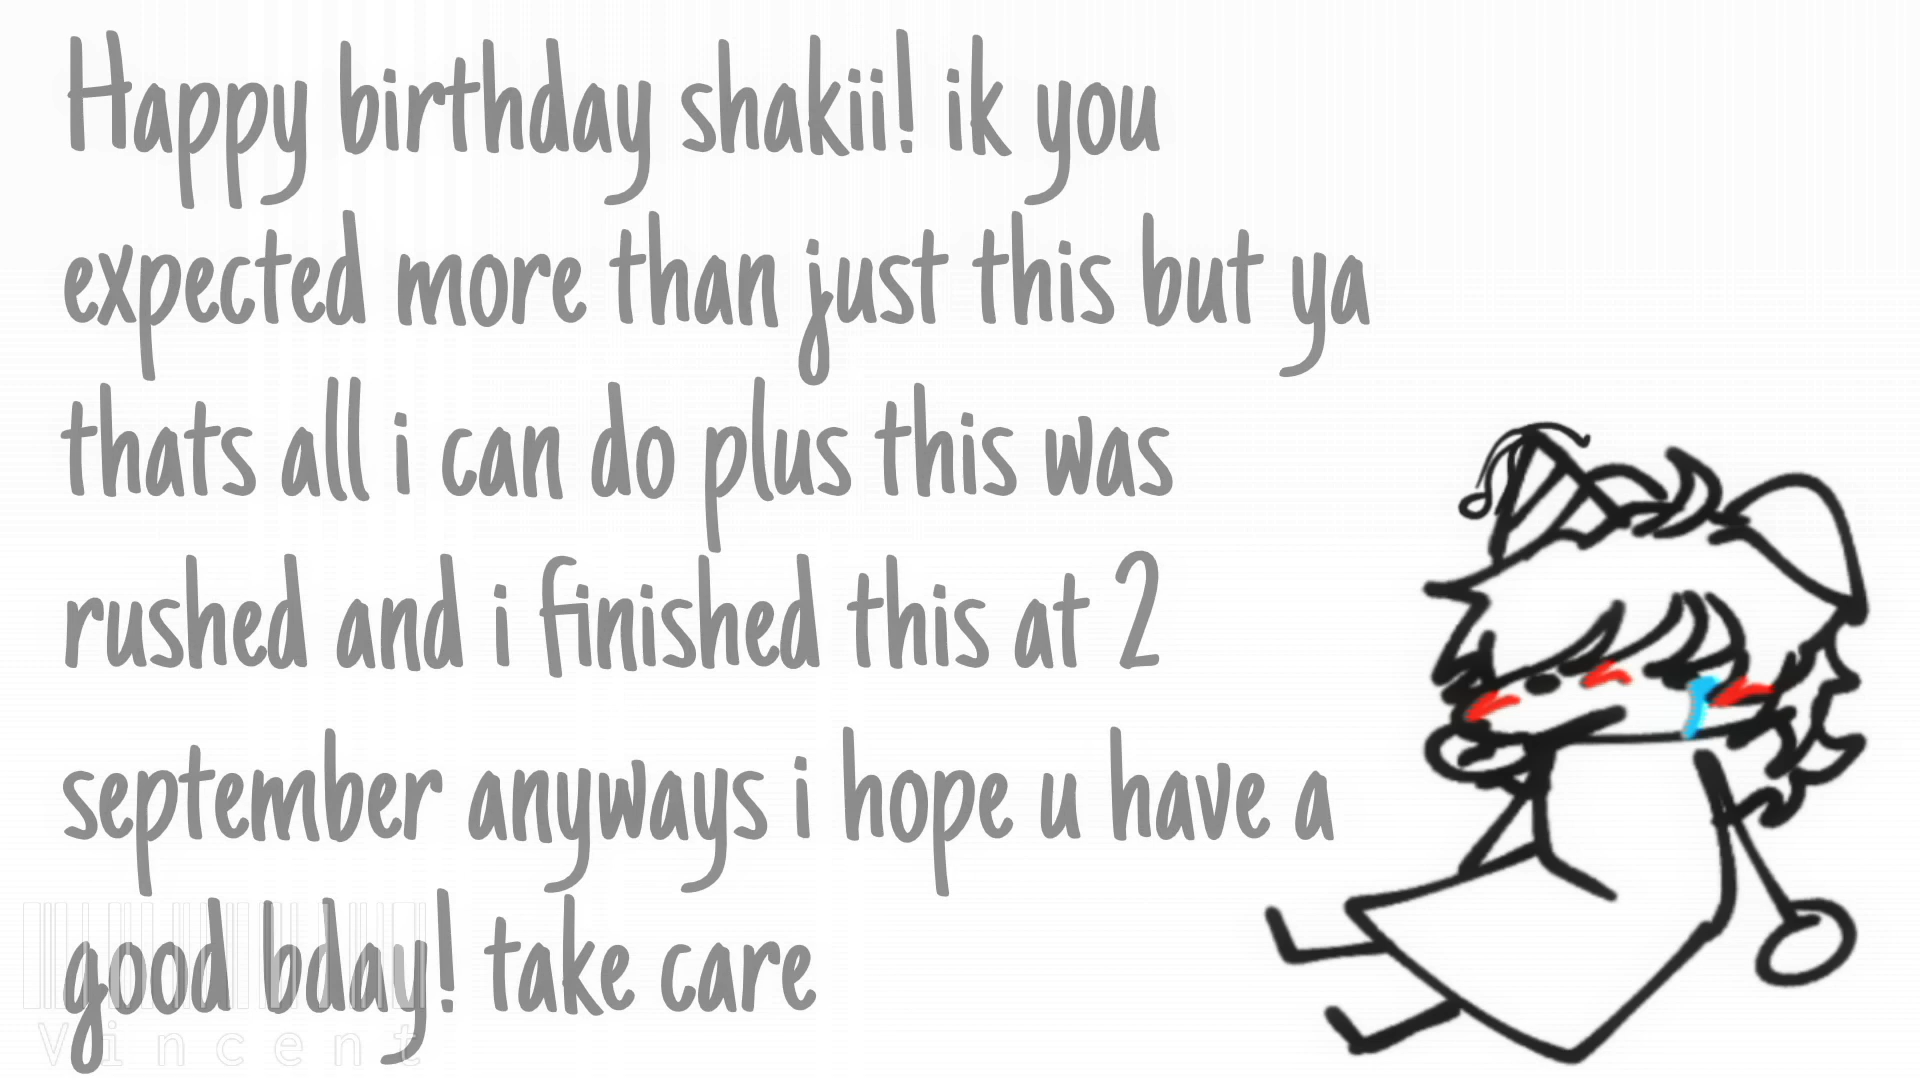 Happy birthday shakii! ik you
expected more than just this but ya
thats all i can do plus this was
rushed and i finished this at 2
september anyways i hope u have a
good bday! take care
Vincent